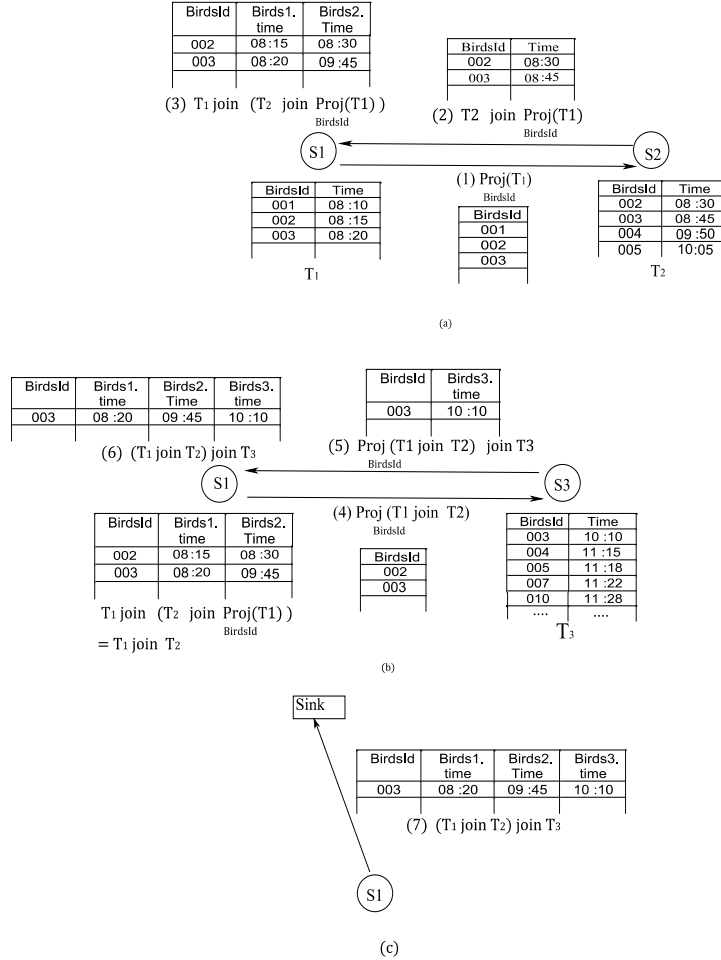 BirdsId Birds1. time Birds2. Time
002 08:15 08:30
003 08:20 09:45
(3) T1 join (T2 join Proj(T1) )
BirdsId
BirdsId Time
002 08:30
003 08:45
(2) T2 join Proj(T1)
BirdsId
S1
S2
(1) Proj(T1)
BirdsId
BirdsId Time
001 08 :10
002 08 :15
003 08 :20
T1
BirdsId
001
002
003
BirdsId Time
002 08 :30
003 08 :45
004 09 :50
005 10:05
T2
(a)
BirdsId Birds1. time Birds2. Time Birds3. time
003 08 :20 09 :45 10 :10
(6) (T1 join T2) join T3
BirdsId Birds3. time
003 10 :10
(5) Proj (T1 join T2) join T3
BirdsId
S1
S3
(4) Proj (T1 join T2)
BirdsId
BirdsId Birds1. time Birds2. Time
002 08:15 08:30
003 08:20 09:45
T1 join (T2 join Proj(T1) )
BirdsId
= T1 join T2
BirdsId
002
003
BirdsId Time
003 10 :10
004 11 :15
005 11 :18
007 11 :22
010 11 :28
.... ....
T3
(b)
Sink
BirdsId Birds1. time Birds2. Time Birds3. time
003 08 :20 09 :45 10 :10
(7) (T1 join T2) join T3
S1
(c)